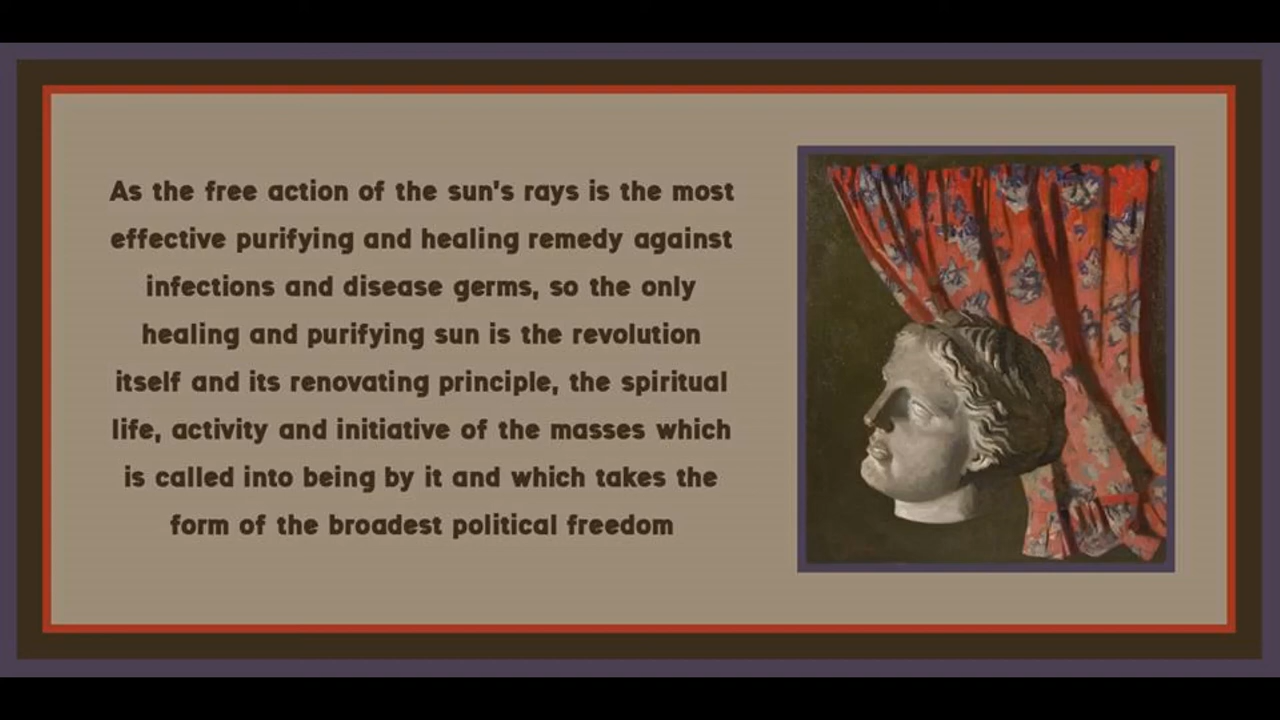 As the free action of the sun's rays is the most
effective purifying and healing remedy against
infections and disease germs, so the only
healing and purifying sun is the revolution
itself and its renovating principle, the spiritual
life, activity and initiative of the masses which
is called into being by it and which takes the
form of the broadest political freedom